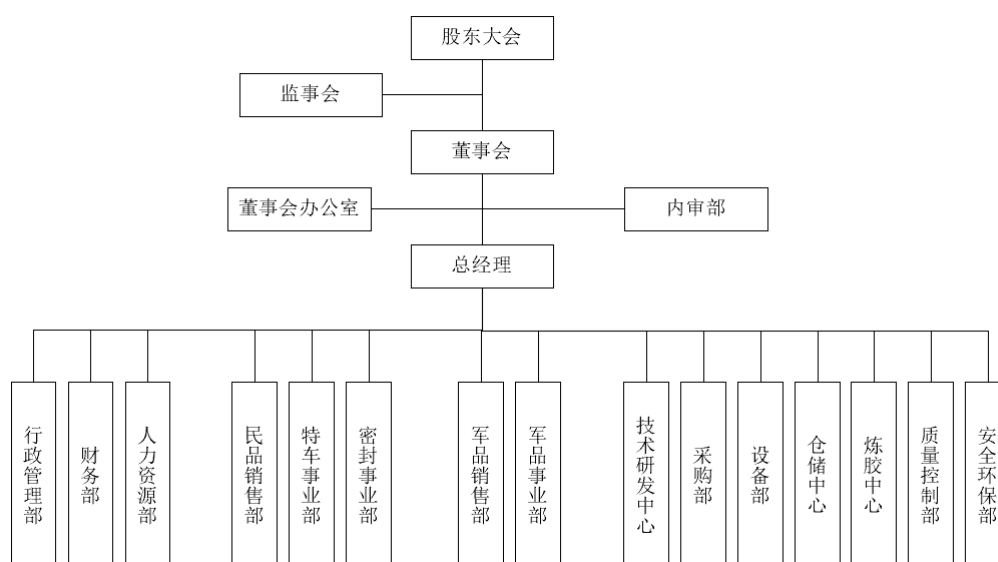 股东大会
监事会
董事会
董事会办公室
内审部
总经理
行政管理部
财务部
人力资源部
民品销售部
特车事业部
密封事业部
军品销售部
军品事业部
技术研发中心
采购部
设备部
仓储中心
炼胶中心
质量控制部
安全环保部